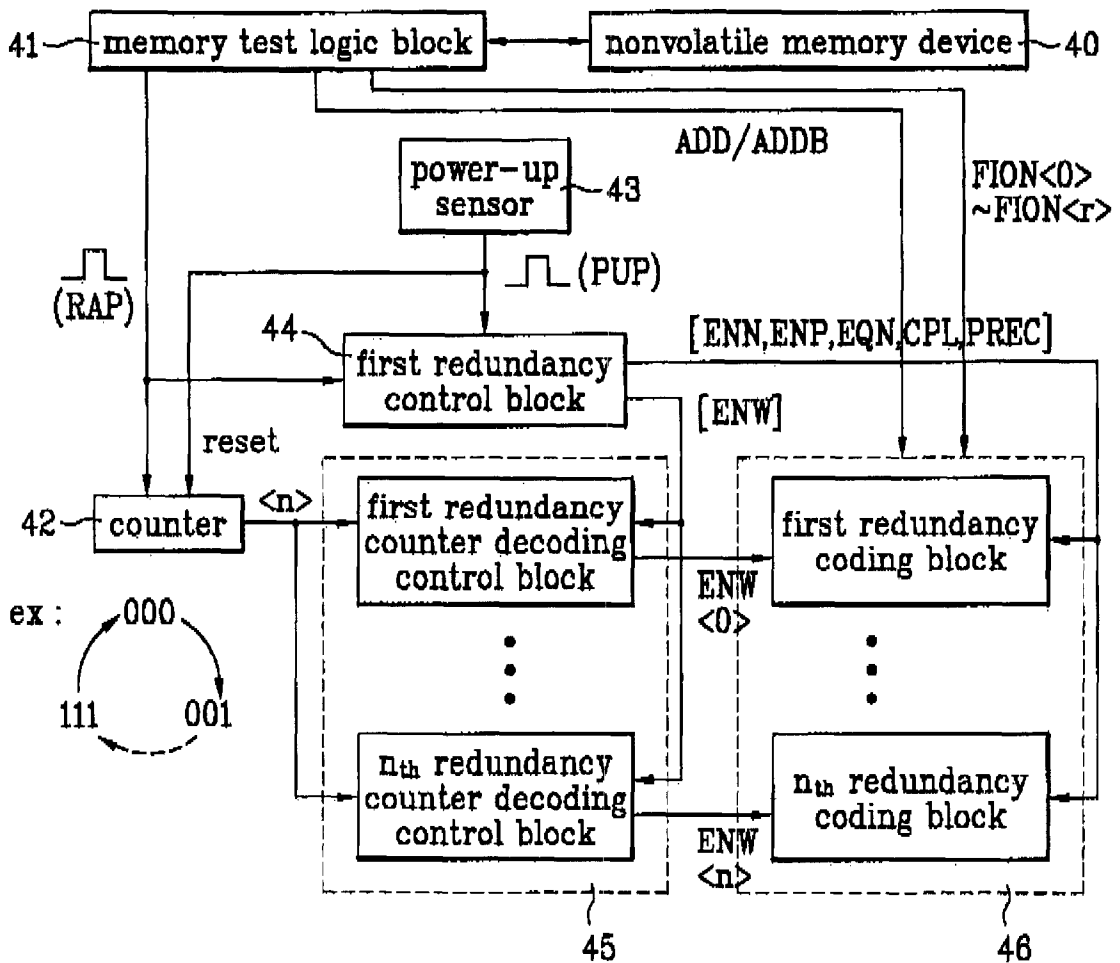 41
memory test logic block
nonvolatile memory device
40
ADD/ADDB
FION<0>
~FION<r>
power-up
sensor
43
(RAP)
(PUP)
44
first redundancy
control block
[ENN,ENP,EQN,CPL,PREC]
[ENW]
reset
42
counter
<n>
first redundancy
counter decoding
control block
ENW
<0>
first redundancy
coding block
ex :
000
111
001
nth redundancy
counter decoding
control block
ENW
<n>
nth redundancy
coding block
45
46